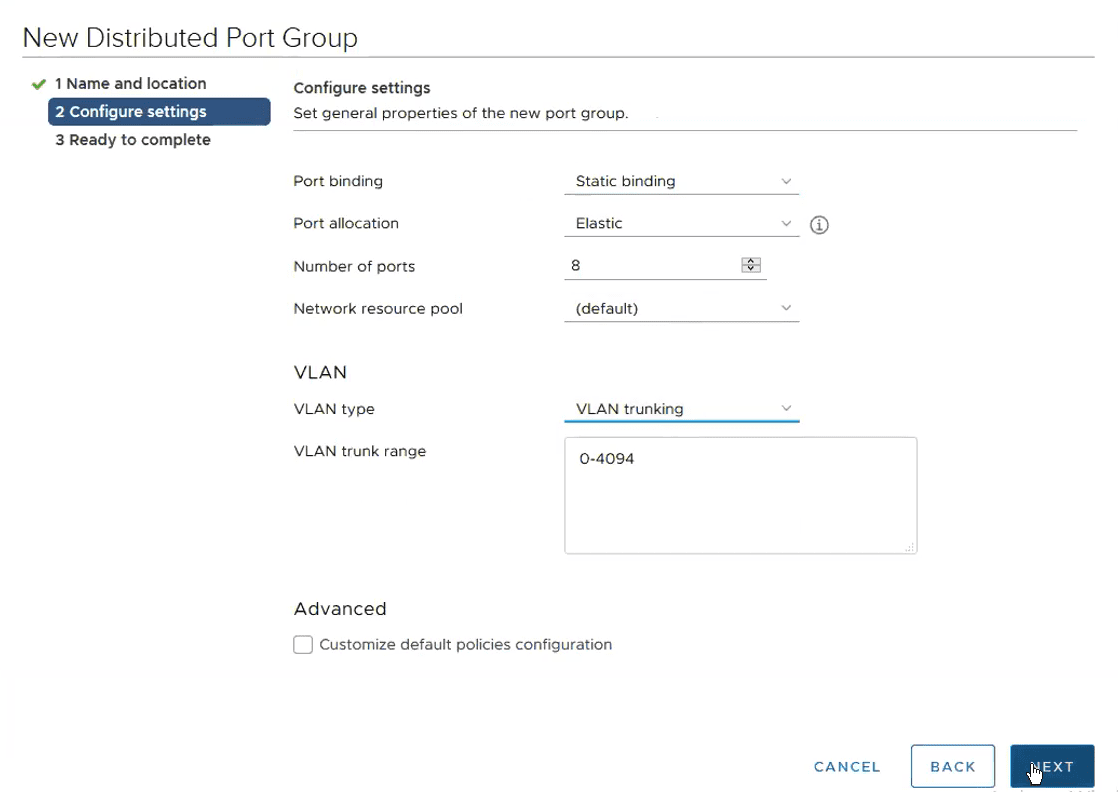 New Distributed Port Group
1 Name and location
2 Configure settings
3 Ready to complete
Configure settings
Set general properties of the new port group.
Port binding Static binding
Port allocation Elastic
Number of ports 8
Network resource pool (default)
VLAN
VLAN type VLAN trunking
VLAN trunk range 0-4094
Advanced
Customize default policies configuration
CANCEL BACK NEXT